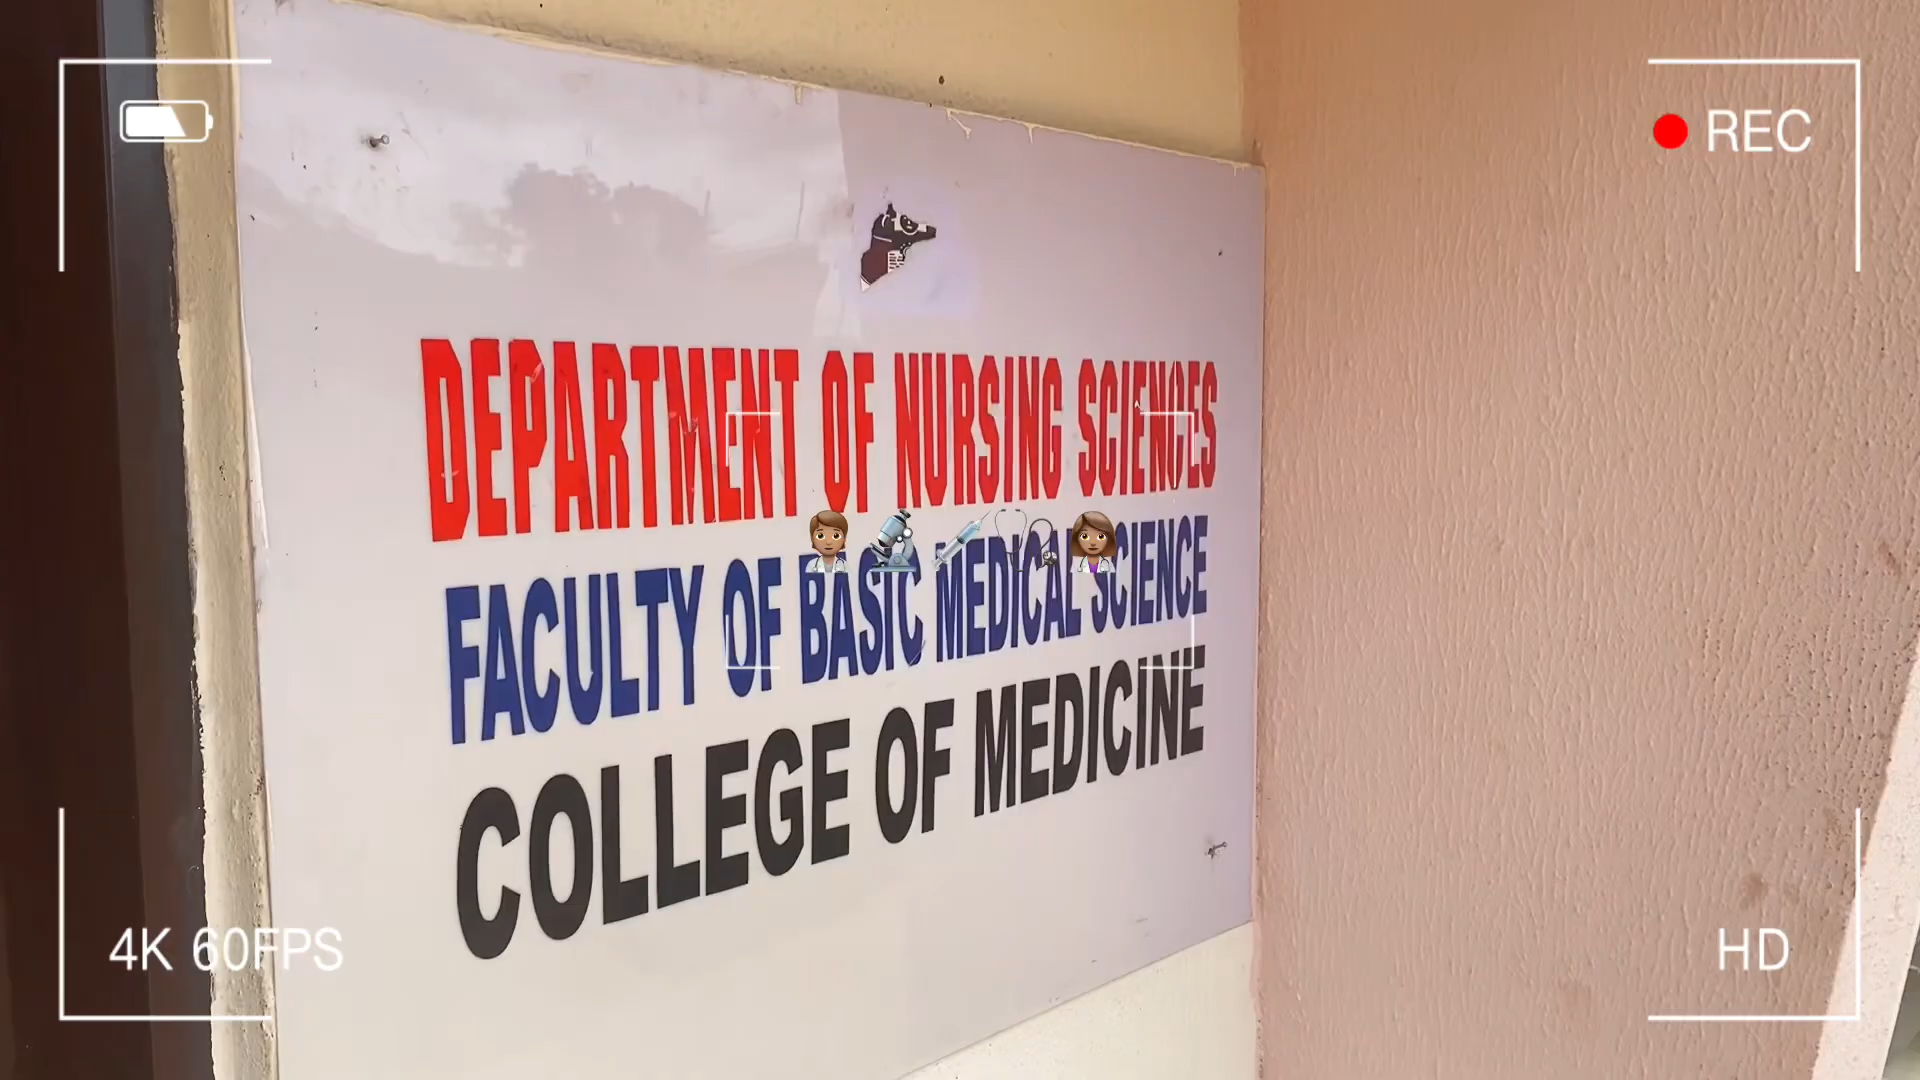 REC
DEPARTMENT OF NURSING SCIENCES
FACULTY OF BASIC MEDICAL SCIENCE
COLLEGE OF MEDICINE
4K 60FPS
HD